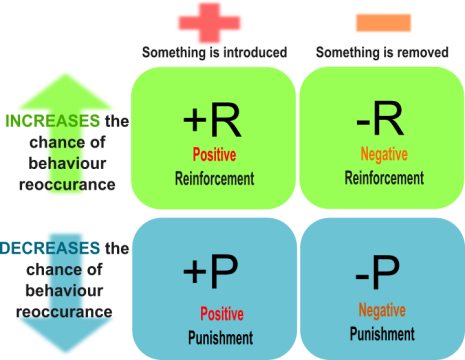 Something is introduced
Something is removed
INCREASES the
chance of
behaviour
reoccurance
+R
Positive
Reinforcement
-R
Negative
Reinforcement
DECREASES the
chance of
behaviour
reoccurance
+P
Positive
Punishment
-P
Negative
Punishment